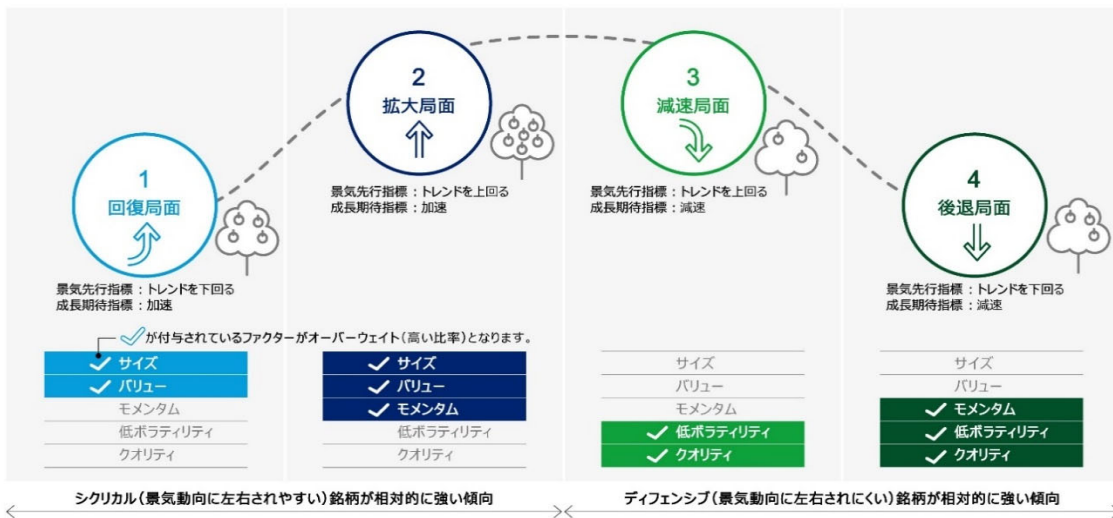 1
回復局面
景気先行指標：トレンドを下回る
成長期待指標：加速
2
拡大局面
景気先行指標：トレンドを上回る
成長期待指標：加速
3
減速局面
景気先行指標：トレンドを上回る
成長期待指標：減速
4
後退局面
景気先行指標：トレンドを下回る
成長期待指標：減速
が付与されているファクターがオーバーウェイト（高い比率）となります。
サイズ
バリュー
モメンタム
低ボラティリティ
クオリティ
サイズ
バリュー
モメンタム
低ボラティリティ
クオリティ
サイズ
バリュー
モメンタム
低ボラティリティ
クオリティ
サイズ
バリュー
モメンタム
低ボラティリティ
クオリティ
シクリカル（景気動向に左右されやすい）銘柄が相対的に強い傾向
ディフェンシブ（景気動向に左右されにくい）銘柄が相対的に強い傾向